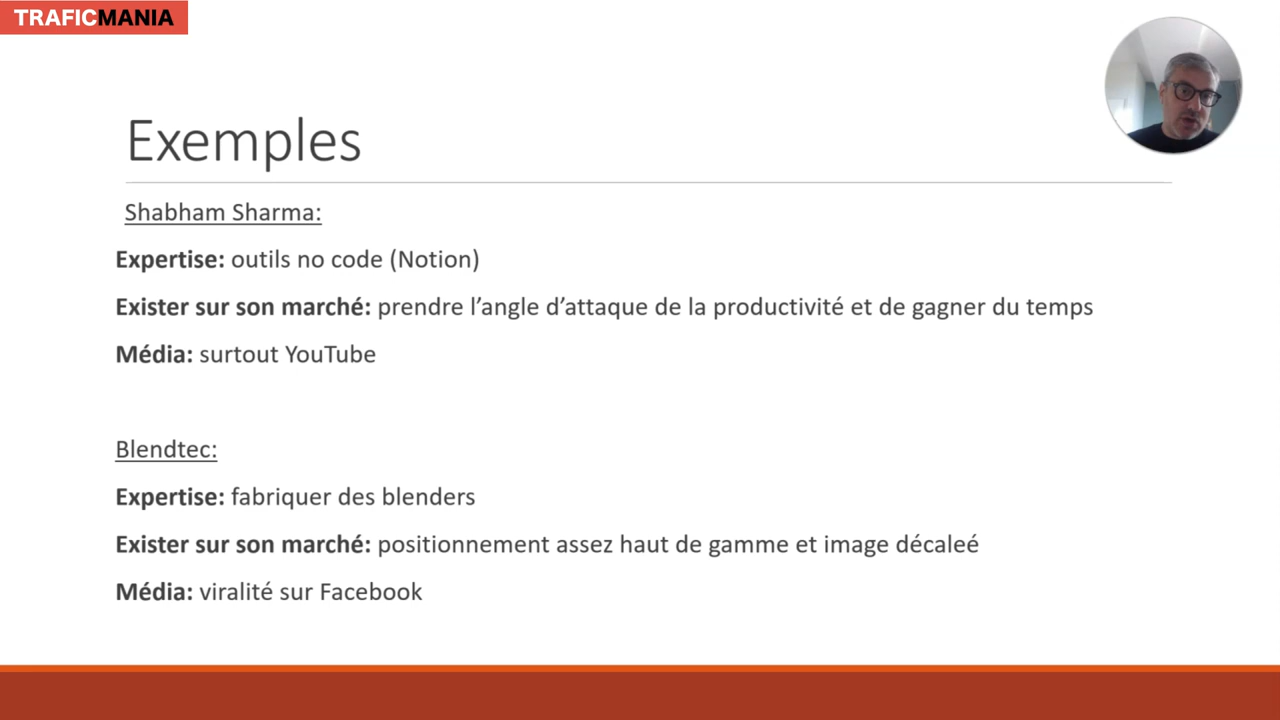 TRAFICMANIA
Exemples
Shabham Sharma:
Expertise: outils no code (Notion)
Exister sur son marché: prendre l’angle d’attaque de la productivité et de gagner du temps
Média: surtout YouTube
Blendtec:
Expertise: fabriquer des blenders
Exister sur son marché: positionnement assez haut de gamme et image décaleé
Média: viralité sur Facebook